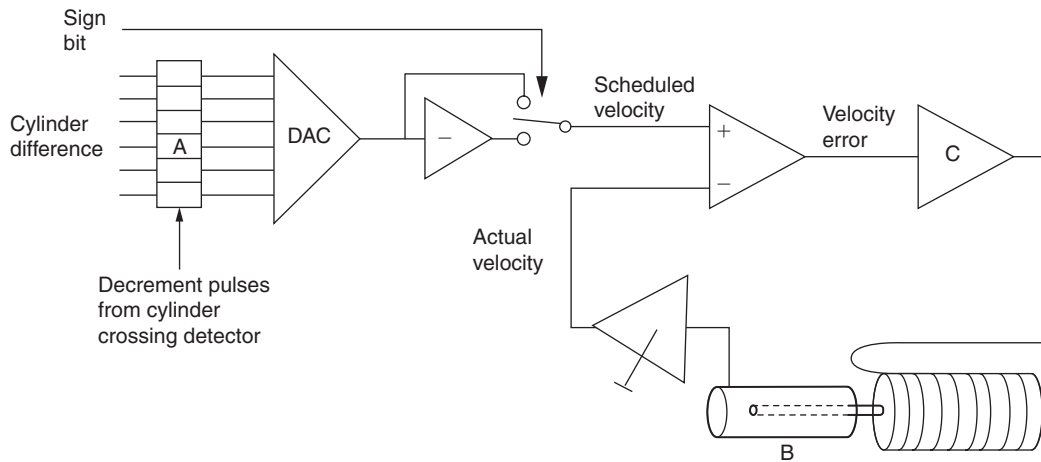 Sign
bit
Cylinder
difference
A
DAC
−
Scheduled
velocity
+
−
Velocity
error
C
Actual
velocity
Decrement pulses
from cylinder
crossing detector
B